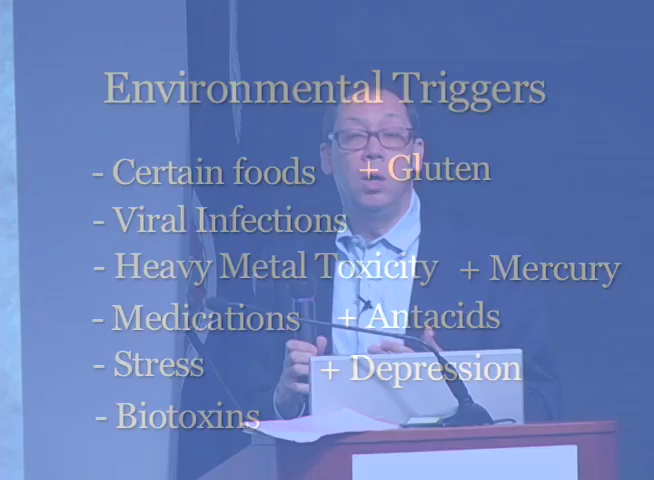 Environmental Triggers
- Certain foods + Gluten
- Viral Infections
- Heavy Metal Toxicity + Mercury
- Medications + Antacids
- Stress + Depression
- Biotoxins